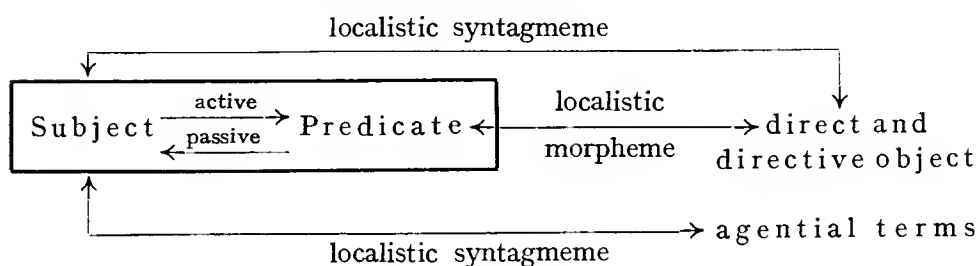 localistic syntagmeme
active
Subject Predicate localistic direct and
passive morpheme directive object
agential terms
localistic syntagmeme